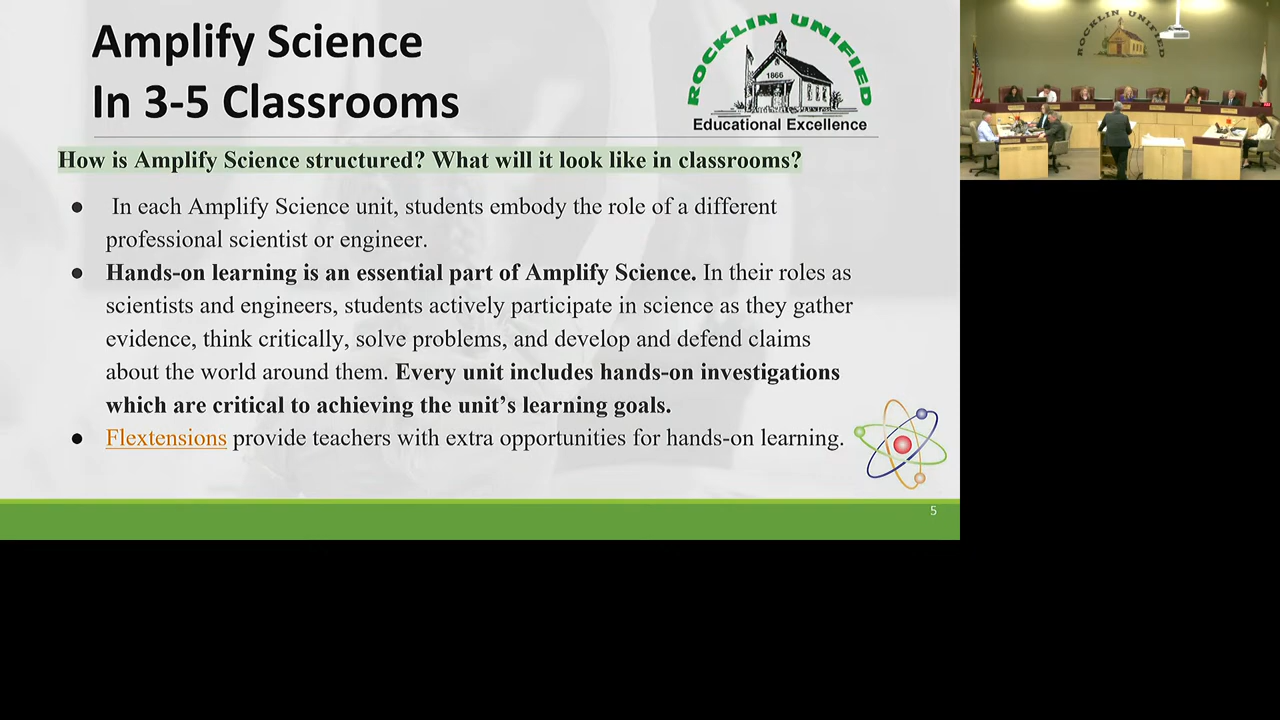 Amplify Science
In 3-5 Classrooms
ROCKLIN UNIFIED
1866
Educational Excellence
How is Amplify Science structured? What will it look like in classrooms?
● In each Amplify Science unit, students embody the role of a different
professional scientist or engineer.
● Hands-on learning is an essential part of Amplify Science. In their roles as
scientists and engineers, students actively participate in science as they gather
evidence, think critically, solve problems, and develop and defend claims
about the world around them. Every unit includes hands-on investigations
which are critical to achieving the unit’s learning goals.
● Flextensions provide teachers with extra opportunities for hands-on learning.
5
ROCKLIN UNIFIED